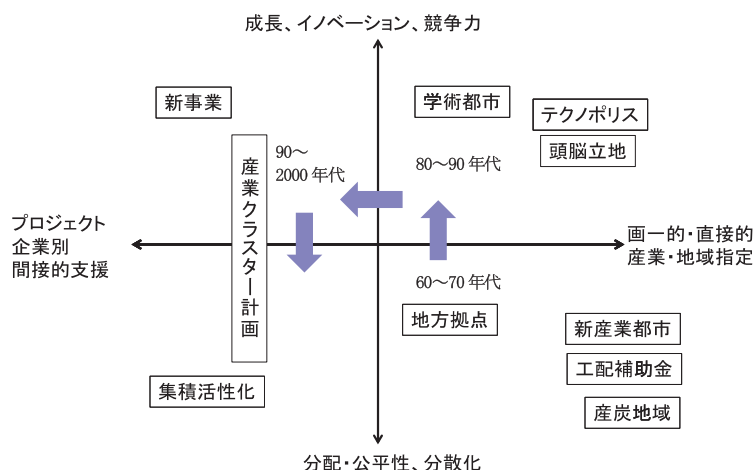 成長、イノベーション、競争力
新事業
学術都市
テクノポリス
頭脳立地
90～
2000 年代
80～90 年代
産業クラスター計画
プロジェクト
企業別
間接的支援
画一的・直接的
産業・地域指定
60～70 年代
地方拠点
新産業都市
工配補助金
産炭地域
集積活性化
分配・公平性、分散化